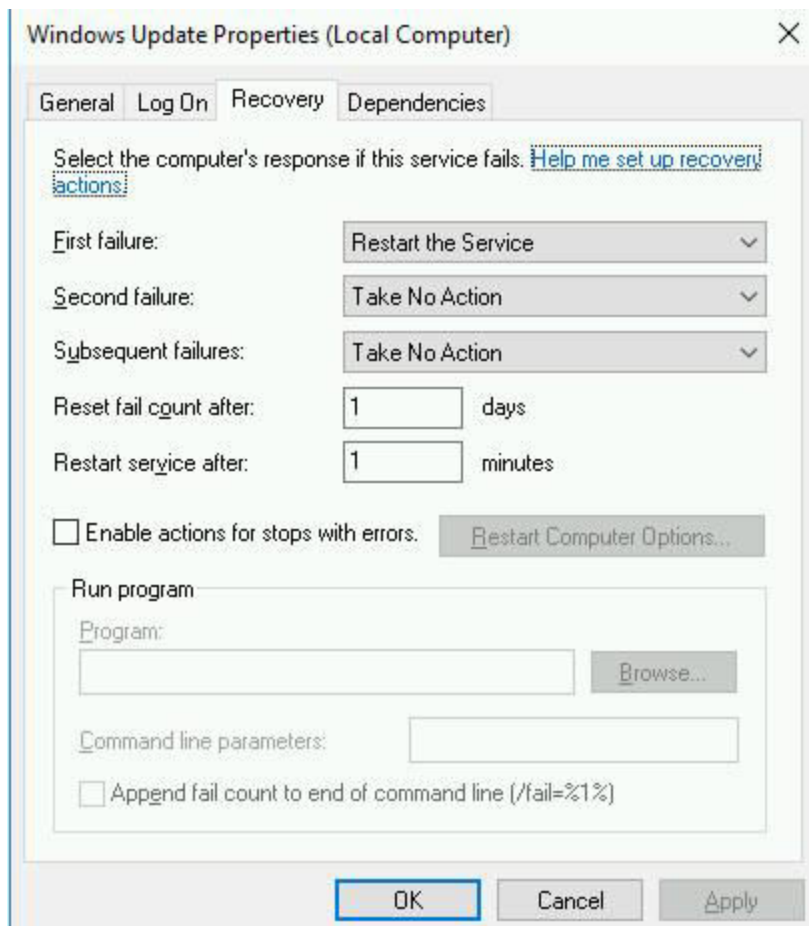 Windows Update Properties (Local Computer)
General Log On Recovery Dependencies
Select the computer's response if this service fails. Help me set up recovery
actions.
First failure: Restart the Service
Second failure: Take No Action
Subsequent failures: Take No Action
Reset fail count after: 1 days
Restart service after: 1 minutes
Enable actions for stops with errors. Restart Computer Options...
Run program
Program:
Browse...
Command line parameters:
Append fail count to end of command line (/fail=%1%)
OK Cancel Apply